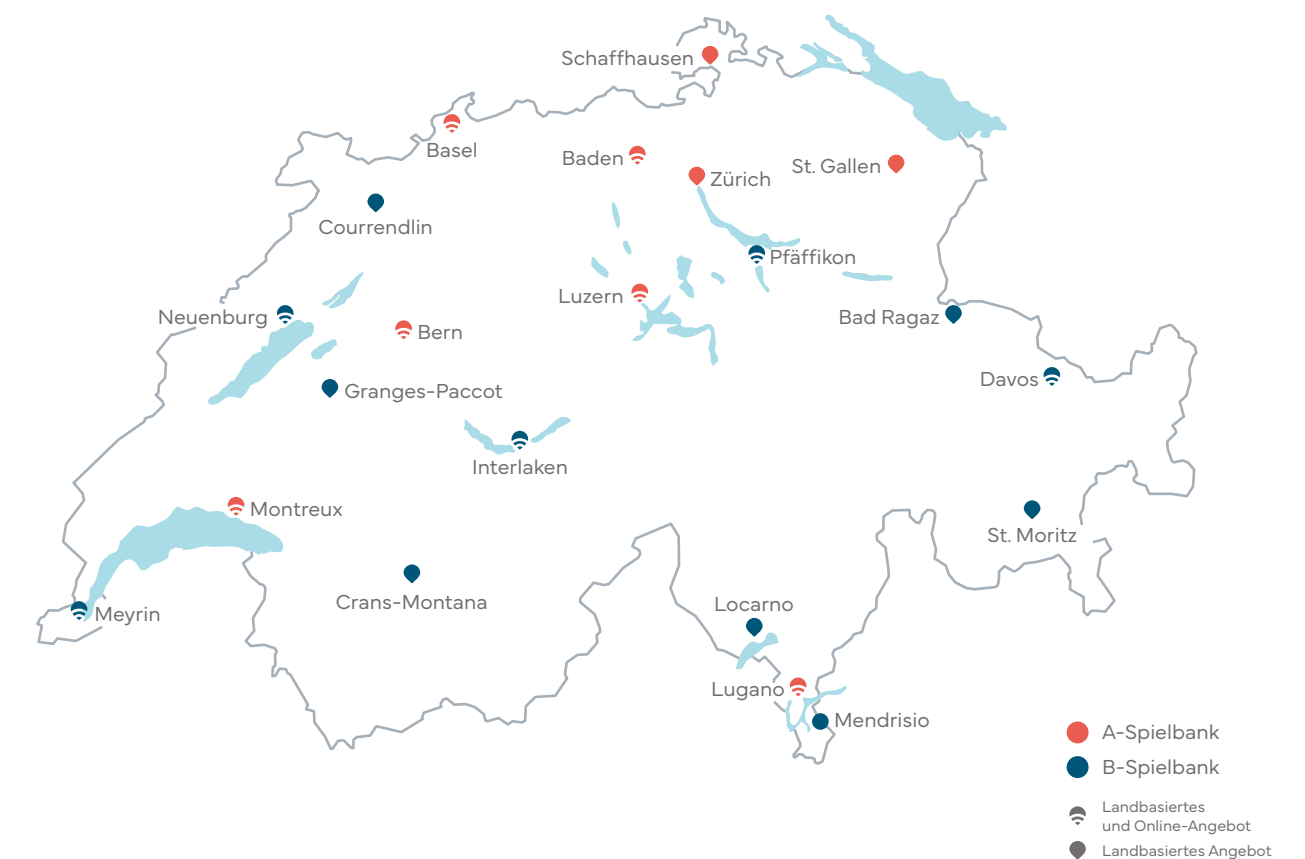 Schaffhausen
Basel
Baden
Zürich
St. Gallen
Courrendlin
Pfäffikon
Luzern
Neuenburg
Bern
Bad Ragaz
Davos
Granges-Paccot
Interlaken
Montreux
St. Moritz
Crans-Montana
Locarno
Meyrin
Lugano
Mendrisio
A-Spielbank
B-Spielbank
Landbasiertes
und Online-Angebot
Landbasiertes Angebot